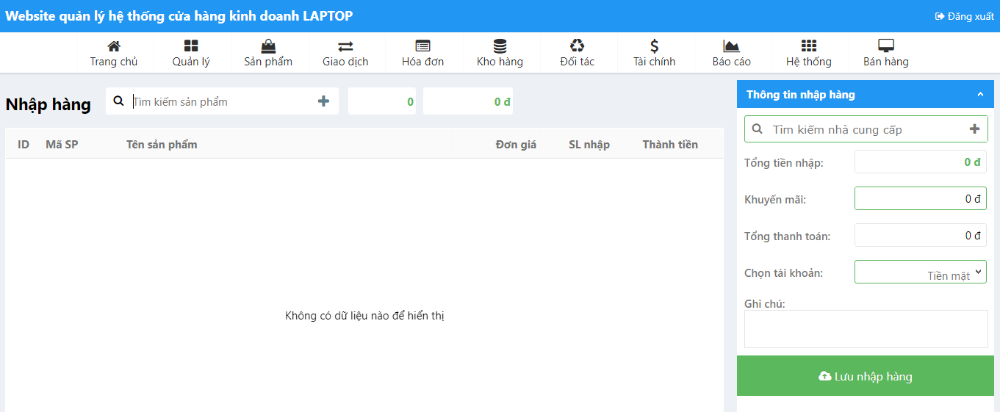 Website quản lý hệ thống cửa hàng kinh doanh LAPTOP
Đăng xuất
Trang chủ
Quản lý
Sản phẩm
Giao dịch
Hóa đơn
Kho hàng
Đối tác
Tài chính
Báo cáo
Hệ thống
Bán hàng
Nhập hàng
Tìm kiếm sản phẩm
0
0 đ
ID Mã SP Tên sản phẩm Đơn giá SL nhập Thành tiền
Không có dữ liệu nào để hiển thị
Thông tin nhập hàng
Tìm kiếm nhà cung cấp
Tổng tiền nhập: 0 đ
Khuyến mãi: 0 đ
Tổng thanh toán: 0 đ
Chọn tài khoản: Tiền mặt
Ghi chú:
Lưu nhập hàng